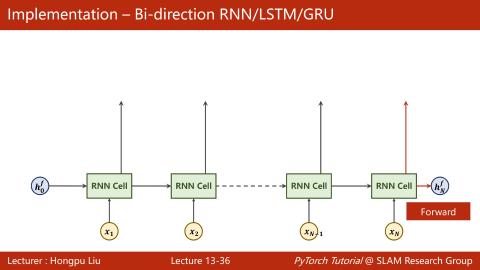 Implementation – Bi-direction RNN/LSTM/GRU
h_0^f RNN Cell RNN Cell RNN Cell RNN Cell h_N^f
Forward
x_1 x_2 x_{N-1} x_N
Lecturer : Hongpu Liu Lecture 13-36 PyTorch Tutorial @ SLAM Research Group